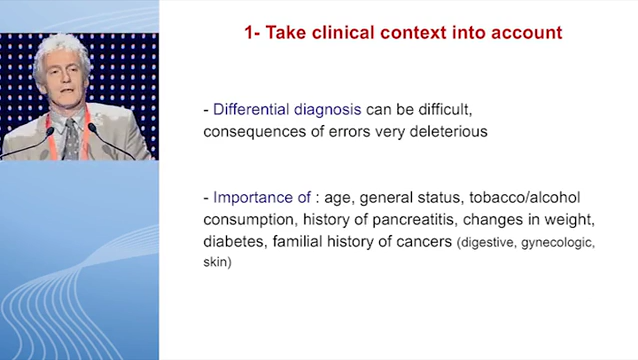 1- Take clinical context into account
- Differential diagnosis can be difficult,
consequences of errors very deleterious
- Importance of : age, general status, tobacco/alcohol
consumption, history of pancreatitis, changes in weight,
diabetes, familial history of cancers (digestive, gynecologic,
skin)